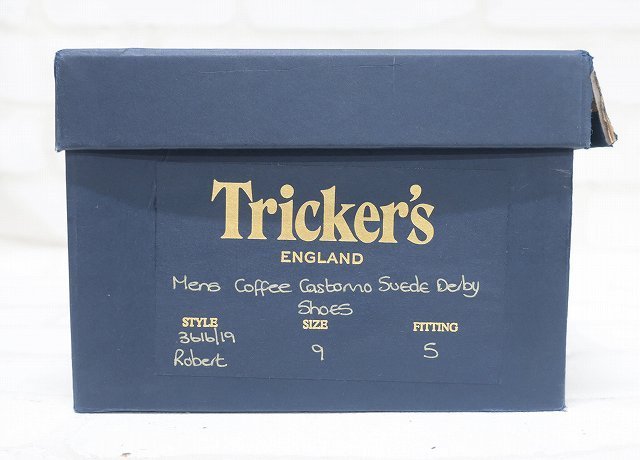 Tricker's
ENGLAND
Mens Coffee Castorino Suede Derby
Shoes
STYLE SIZE FITTING
3616/19 9 5
Robert